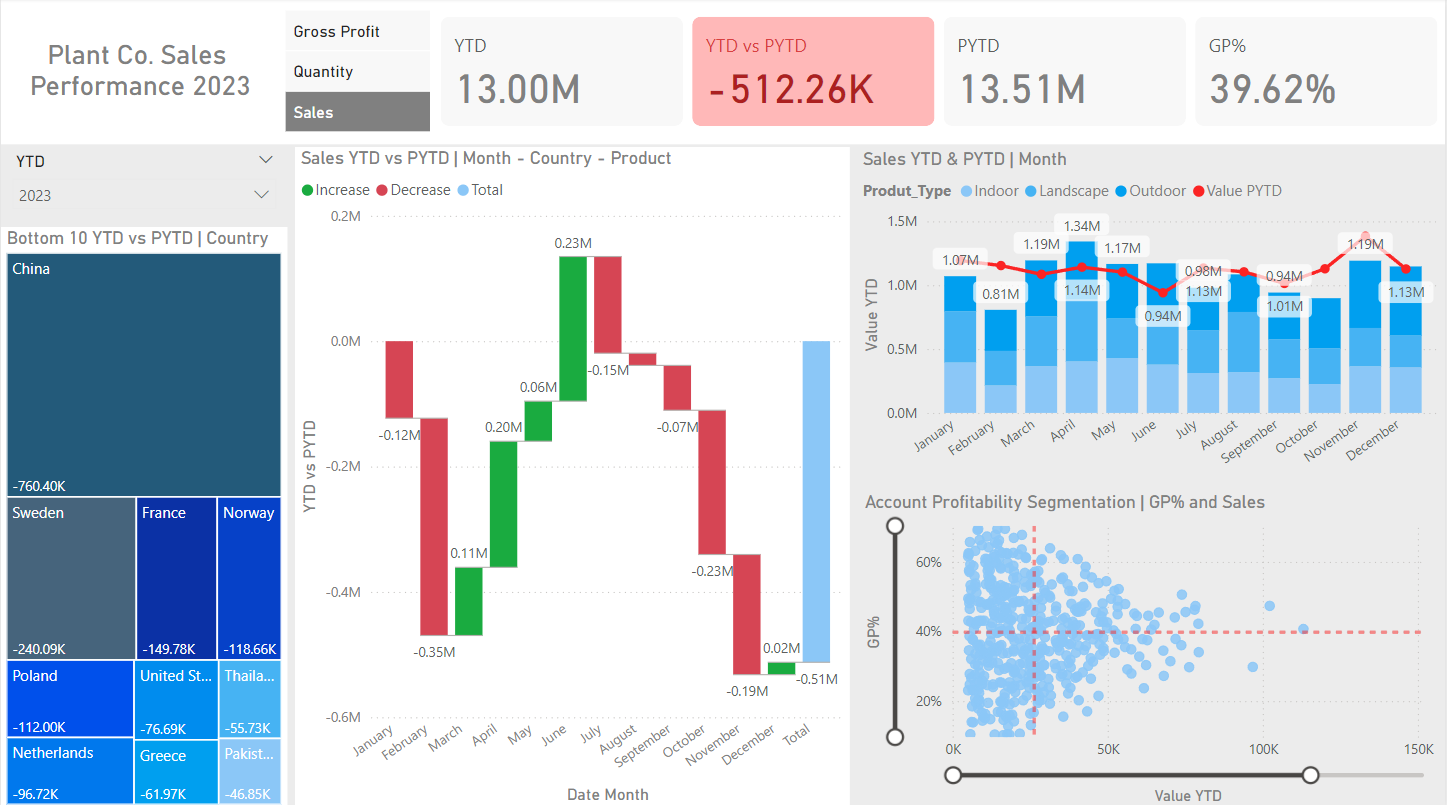 Plant Co. Sales
Performance 2023
Gross Profit
Quantity
Sales
YTD
13.00M
YTD vs PYTD
-512.26K
PYTD
13.51M
GP%
39.62%
YTD
2023
Bottom 10 YTD vs PYTD | Country
China
-760.40K
Sweden
-240.09K
France
-149.78K
Norway
-118.66K
Poland
-112.00K
United St...
-76.69K
Thaila...
-55.73K
Netherlands
-96.72K
Greece
-61.97K
Pakist...
-46.85K
Sales YTD vs PYTD | Month - Country - Product
Increase Decrease Total
YTD vs PYTD
0.2M
0.0M
-0.2M
-0.4M
-0.6M
-0.12M
-0.35M
0.11M
0.20M
0.06M
0.23M
-0.15M
-0.07M
-0.23M
-0.19M
0.02M
-0.51M
January
February
March
April
May
June
July
August
September
October
November
December
Total
Date Month
Sales YTD & PYTD | Month
Produt_Type Indoor Landscape Outdoor Value PYTD
Value YTD
1.5M
1.0M
0.5M
0.0M
1.07M
0.81M
1.19M
1.34M
1.14M
1.17M
0.94M
0.98M
1.13M
0.94M
1.01M
1.19M
1.13M
January
February
March
April
May
June
July
August
September
October
November
December
Account Profitability Segmentation | GP% and Sales
GP%
60%
40%
20%
0K
50K
100K
150K
Value YTD